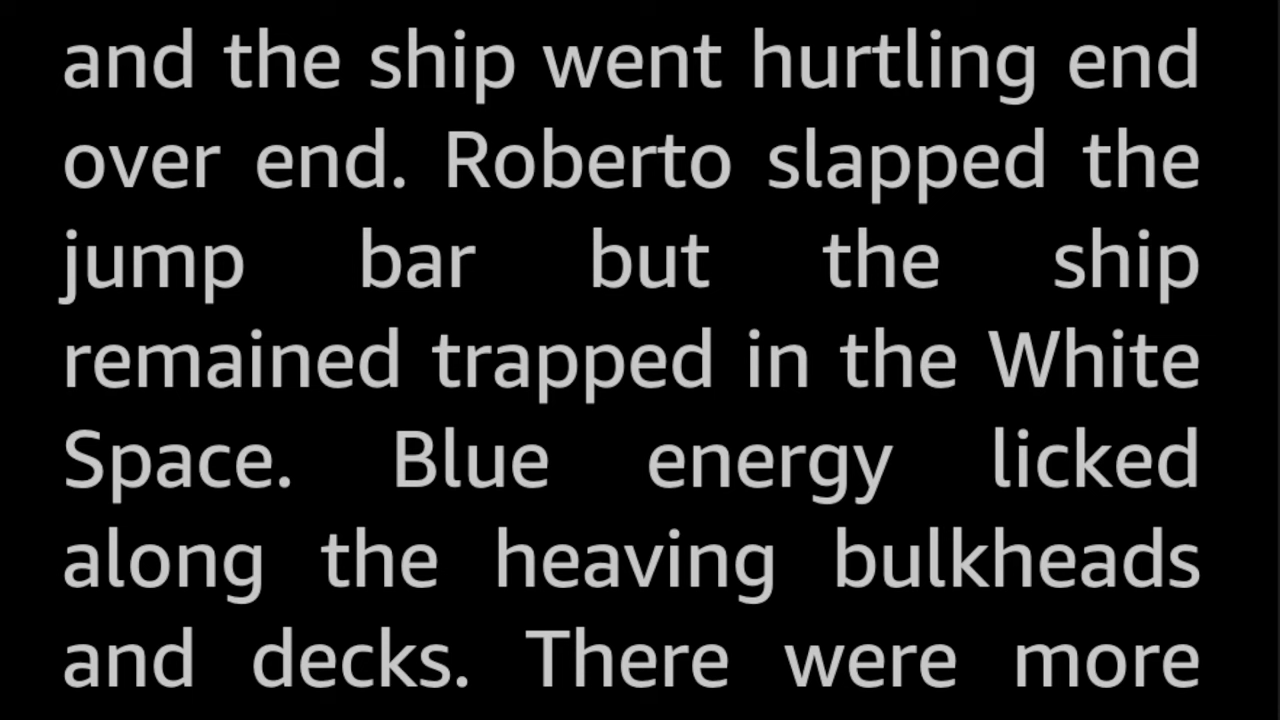 and the ship went hurtling end
over end. Roberto slapped the
jump bar but the ship
remained trapped in the White
Space. Blue energy licked
along the heaving bulkheads
and decks. There were more